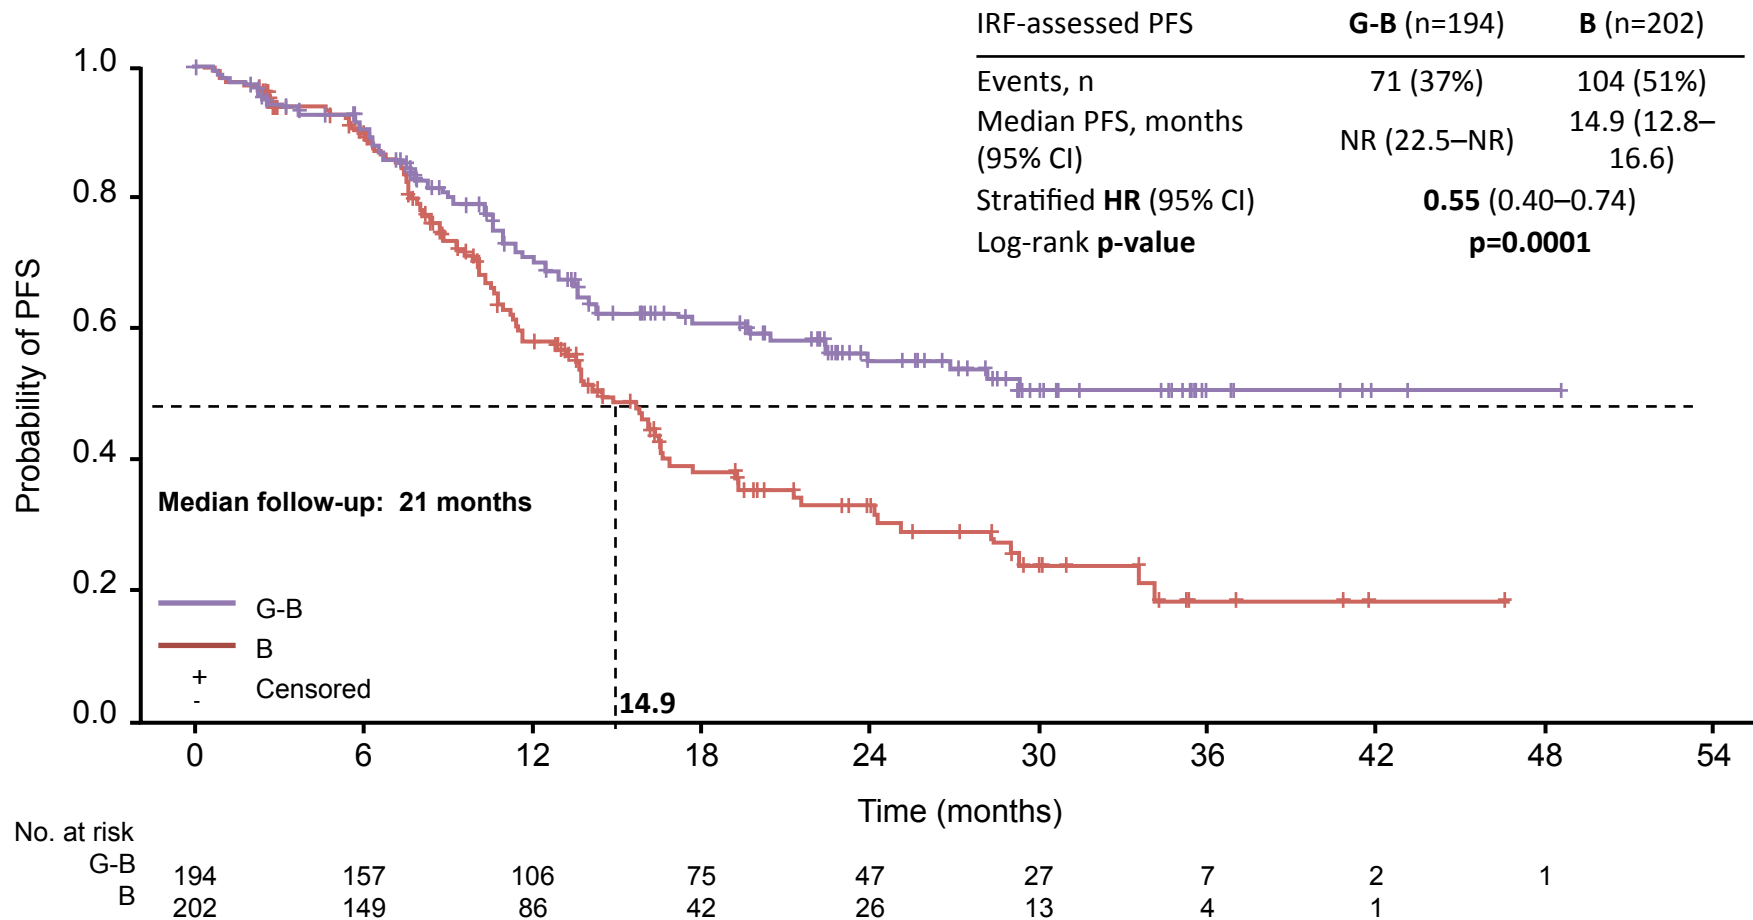 IRF-assessed PFS G-B (n=194) B (n=202)
Events, n 71 (37%) 104 (51%)
Median PFS, months (95% CI) NR (22.5–NR) 14.9 (12.8–16.6)
Stratified HR (95% CI) 0.55 (0.40–0.74)
Log-rank p-value p=0.0001
Probability of PFS
1.0
0.8
0.6
0.4
0.2
0.0
Median follow-up: 21 months
G-B
B
+
- Censored
14.9
0 6 12 18 24 30 36 42 48 54
Time (months)
No. at risk
G-B 194 157 106 75 47 27 7 2 1
B 202 149 86 42 26 13 4 1